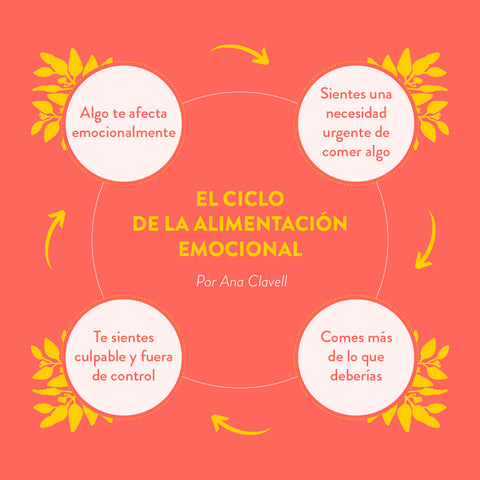 Algo te afecta
emocionalmente
Sientes una
necesidad
urgente de
comer algo
EL CICLO
DE LA ALIMENTACIÓN
EMOCIONAL
Por Ana Clavell
Te sientes
culpable y fuera
de control
Comes más
de lo que
deberías